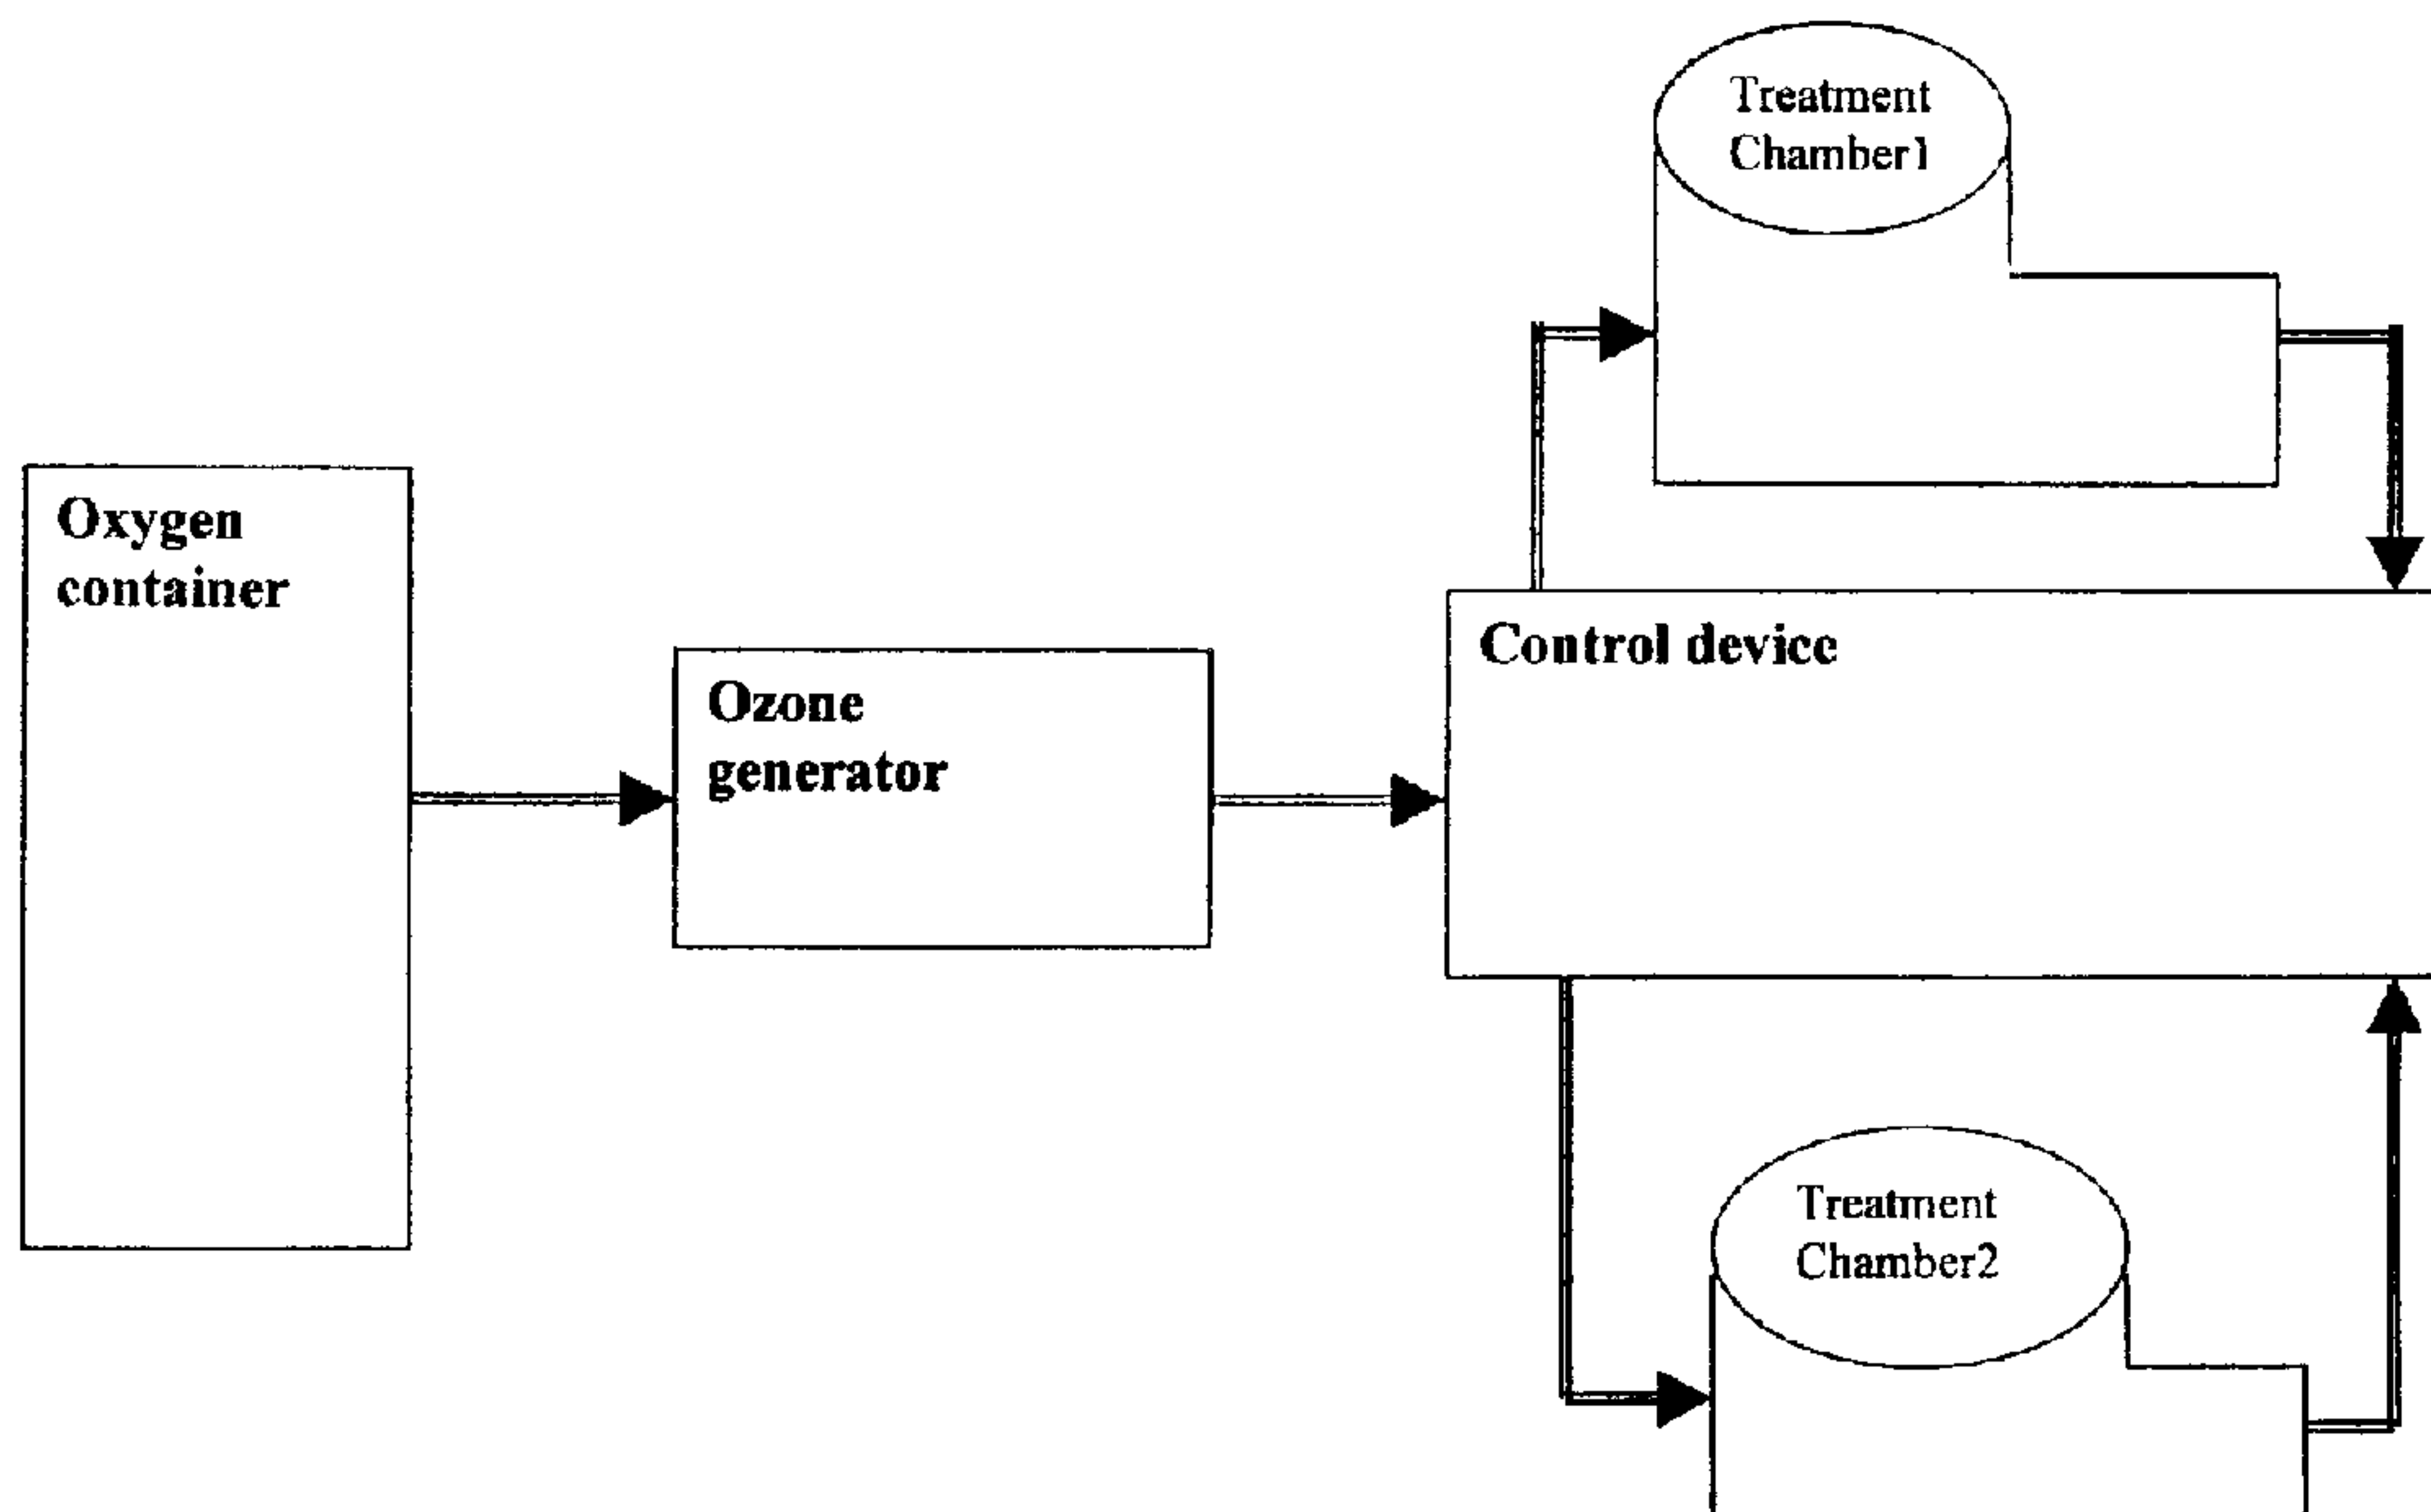 Treatment
Chamber1
Oxygen
container
Control device
Ozone
generator
Treatment
Chamber2